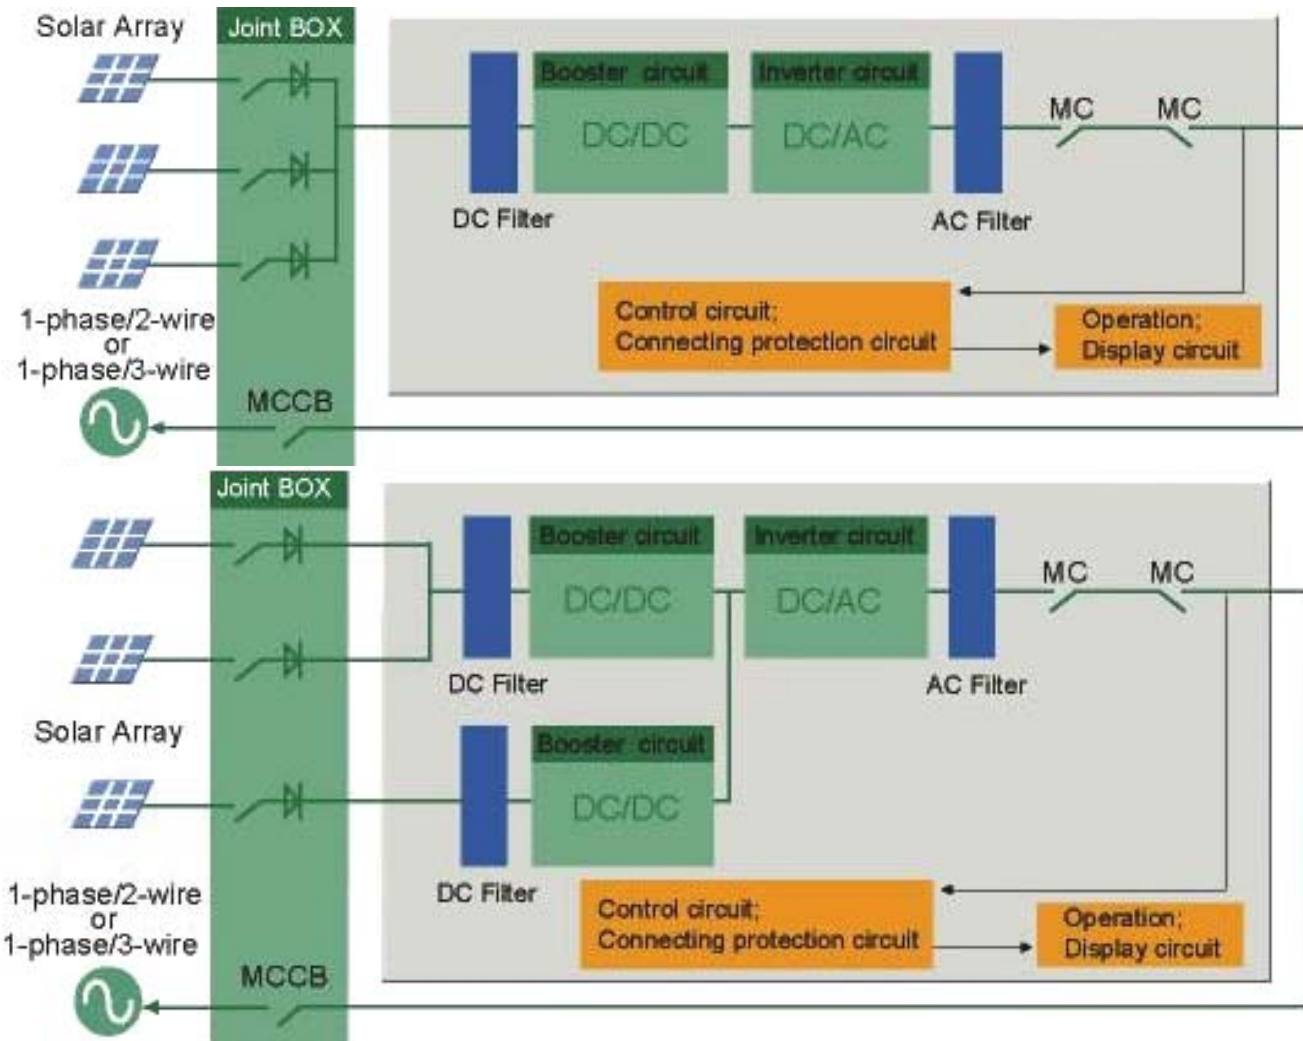 Solar Array
Joint BOX
Booster circuit
Inverter circuit
DC/DC
DC/AC
MC
MC
DC Filter
AC Filter
Control circuit;
Connecting protection circuit
Operation;
Display circuit
1-phase/2-wire
or
1-phase/3-wire
MCCB
Joint BOX
Booster circuit
Inverter circuit
DC/DC
DC/AC
MC
MC
DC Filter
AC Filter
Solar Array
Booster circuit
DC/DC
DC Filter
Control circuit;
Connecting protection circuit
Operation;
Display circuit
1-phase/2-wire
or
1-phase/3-wire
MCCB